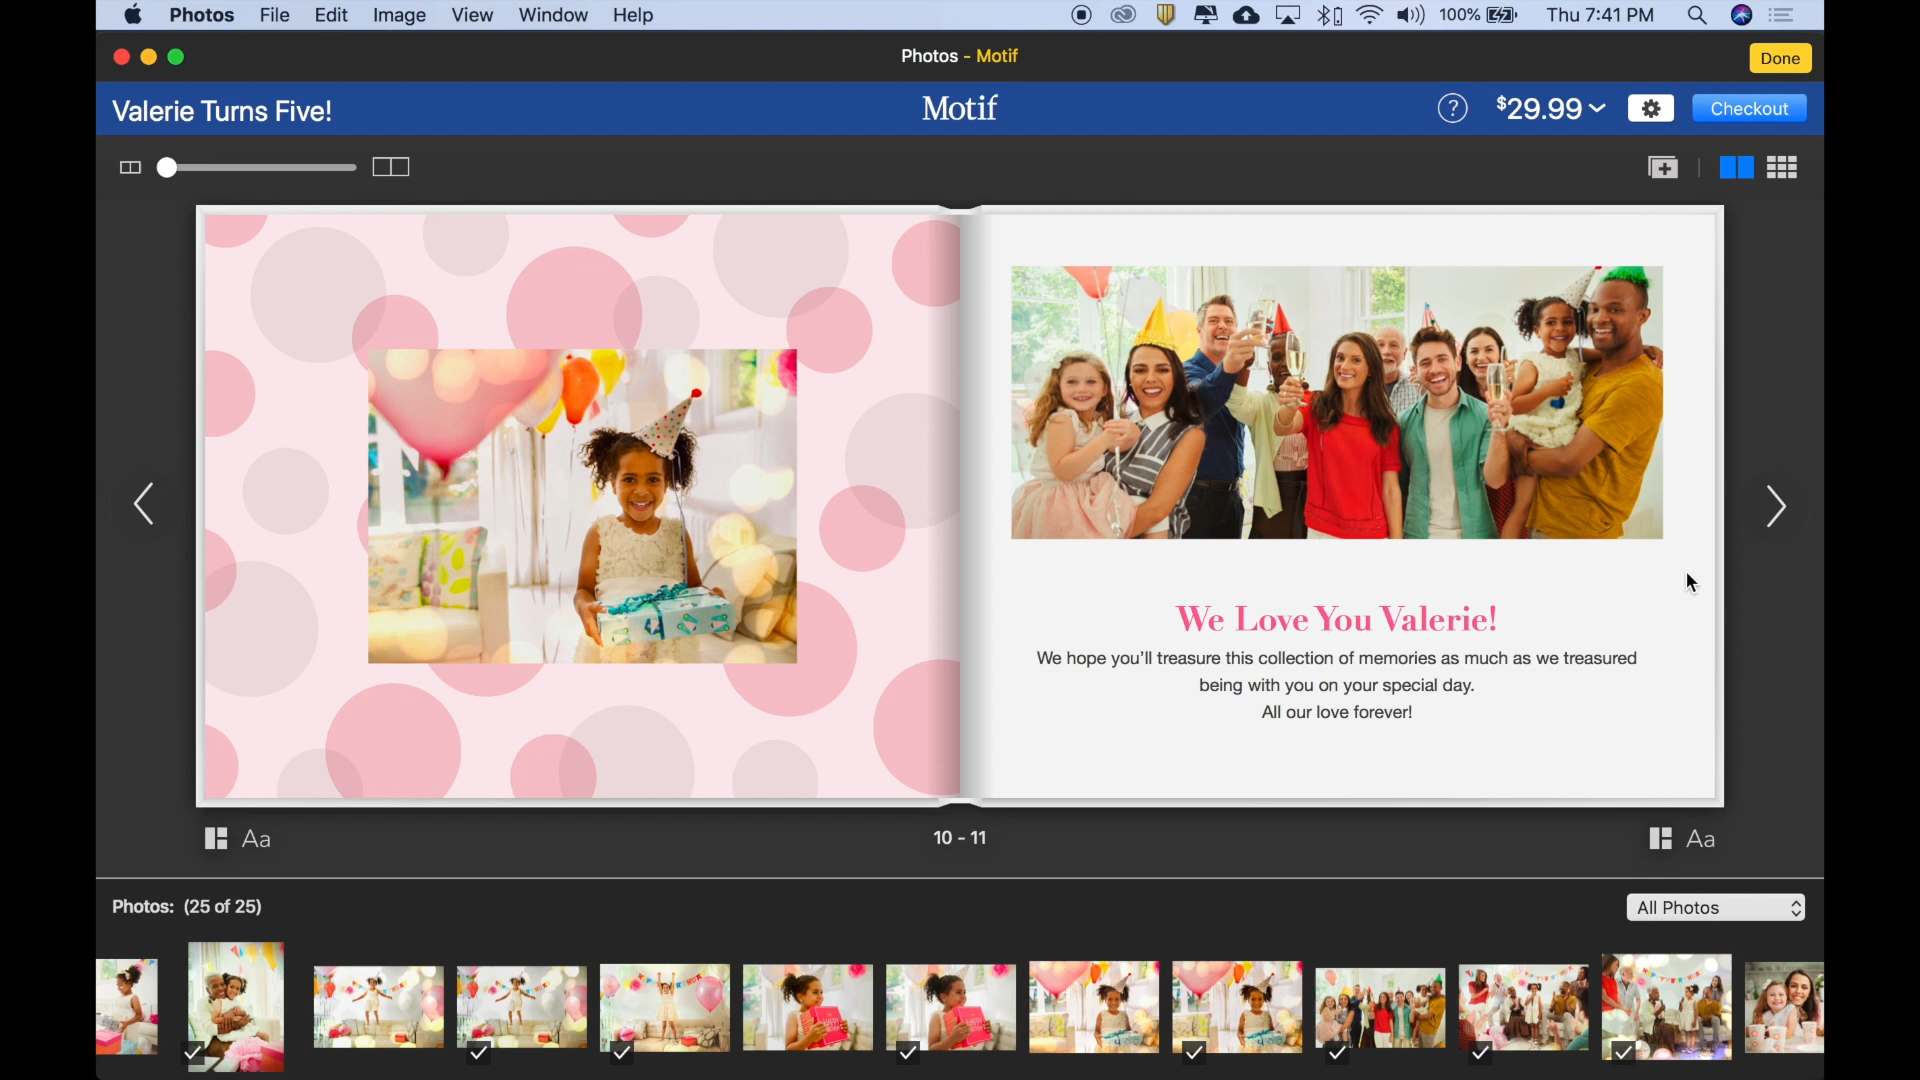 Photos File Edit Image View Window Help 100% Thu 7:41 PM
Photos - Motif
Done
Valerie Turns Five!
Motif
? $29.99
Checkout
We Love You Valerie!
We hope you'll treasure this collection of memories as much as we treasured
being with you on your special day.
All our love forever!
Aa
10 - 11
Aa
Photos: (25 of 25)
All Photos